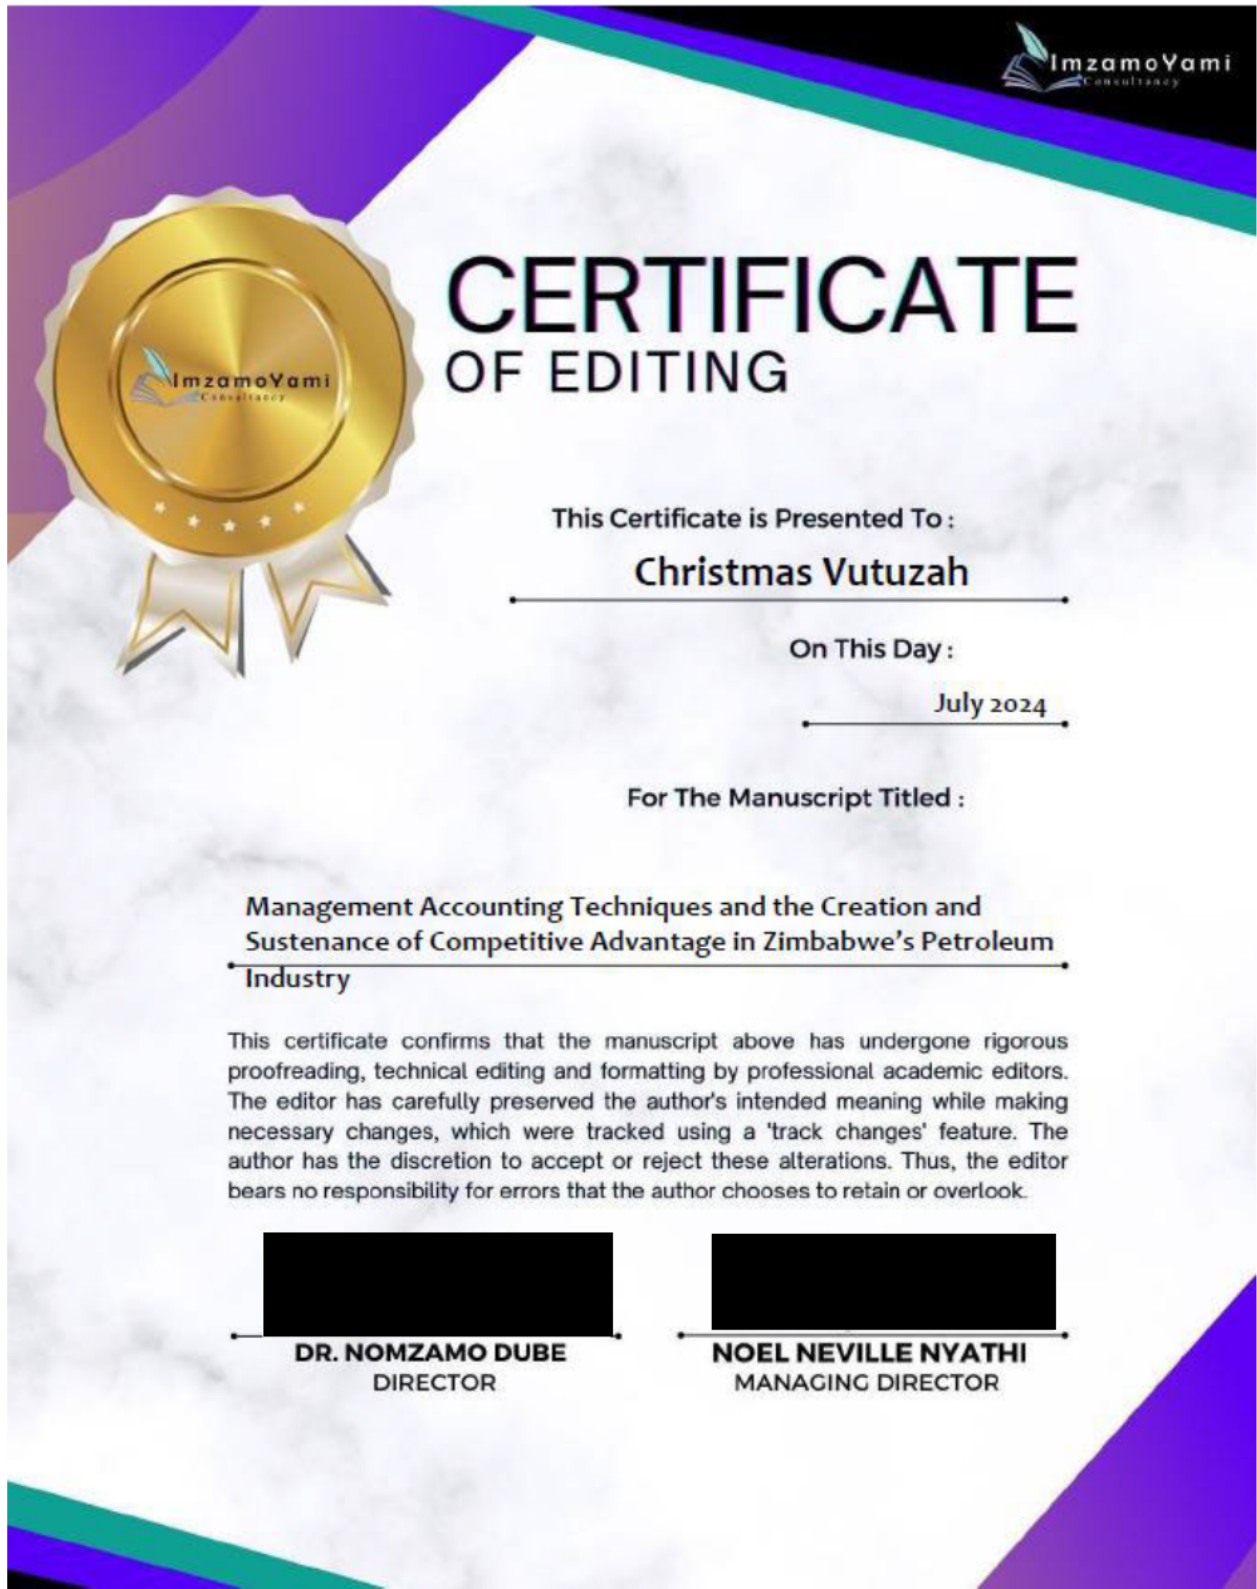 ImzamoYami
Consultancy
CERTIFICATE
OF EDITING
ImzamoYami
Consultancy
This Certificate is Presented To :
Christmas Vutuzah
On This Day :
July 2024
For The Manuscript Titled :
Management Accounting Techniques and the Creation and
Sustenance of Competitive Advantage in Zimbabwe’s Petroleum
Industry
This certificate confirms that the manuscript above has undergone rigorous
proofreading, technical editing and formatting by professional academic editors.
The editor has carefully preserved the author's intended meaning while making
necessary changes, which were tracked using a 'track changes' feature. The
author has the discretion to accept or reject these alterations. Thus, the editor
bears no responsibility for errors that the author chooses to retain or overlook.
DR. NOMZAMO DUBE
DIRECTOR
NOEL NEVILLE NYATHI
MANAGING DIRECTOR